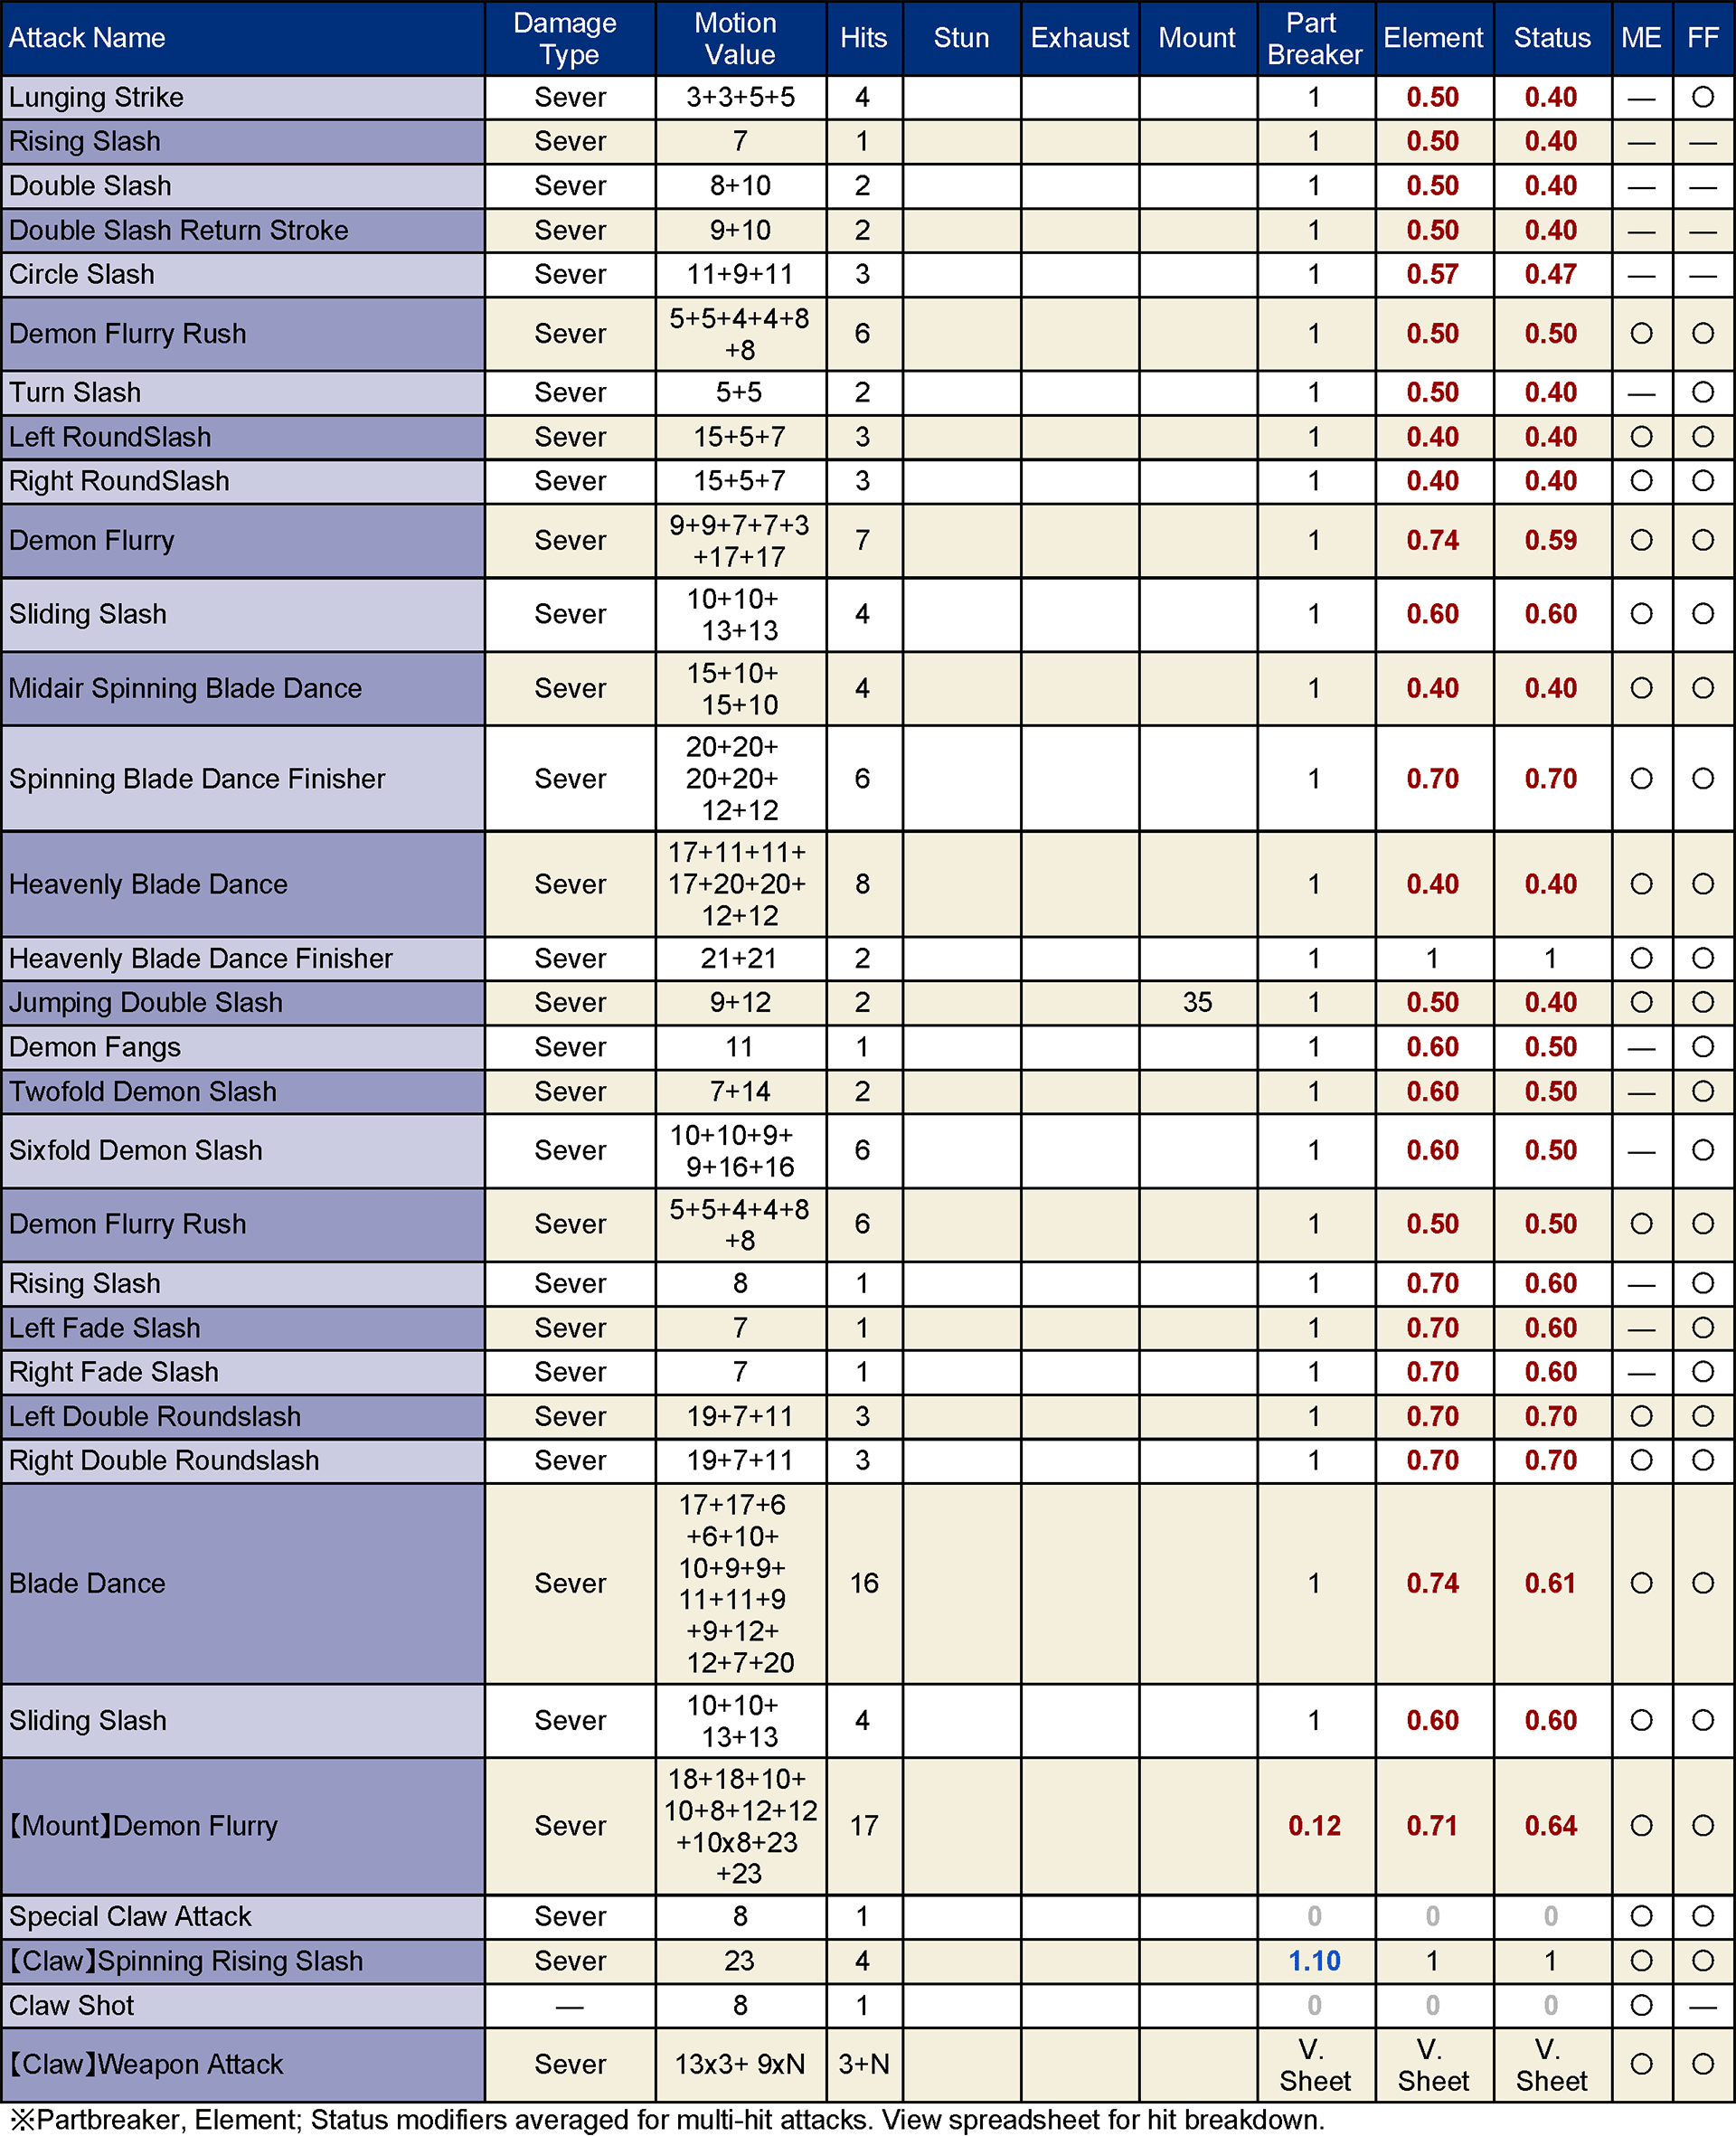 Attack Name Damage Type Motion Value Hits Stun Exhaust Mount Part Breaker Element Status ME FF
Lunging Strike Sever 3+3+5+5 4 1 0.50 0.40 — ○
Rising Slash Sever 7 1 1 0.50 0.40 — —
Double Slash Sever 8+10 2 1 0.50 0.40 — —
Double Slash Return Stroke Sever 9+10 2 1 0.50 0.40 — —
Circle Slash Sever 11+9+11 3 1 0.57 0.47 — —
Demon Flurry Rush Sever 5+5+4+4+8 +8 6 1 0.50 0.50 ○ ○
Turn Slash Sever 5+5 2 1 0.50 0.40 — ○
Left RoundSlash Sever 15+5+7 3 1 0.40 0.40 ○ ○
Right RoundSlash Sever 15+5+7 3 1 0.40 0.40 ○ ○
Demon Flurry Sever 9+9+7+7+3 +17+17 7 1 0.74 0.59 ○ ○
Sliding Slash Sever 10+10+ 13+13 4 1 0.60 0.60 ○ ○
Midair Spinning Blade Dance Sever 15+10+ 15+10 4 1 0.40 0.40 ○ ○
Spinning Blade Dance Finisher Sever 20+20+ 20+20+ 12+12 6 1 0.70 0.70 ○ ○
Heavenly Blade Dance Sever 17+11+11+ 17+20+20+ 12+12 8 1 0.40 0.40 ○ ○
Heavenly Blade Dance Finisher Sever 21+21 2 1 1 1 ○ ○
Jumping Double Slash Sever 9+12 2 35 1 0.50 0.40 ○ ○
Demon Fangs Sever 11 1 1 0.60 0.50 — ○
Twofold Demon Slash Sever 7+14 2 1 0.60 0.50 — ○
Sixfold Demon Slash Sever 10+10+9+ 9+16+16 6 1 0.60 0.50 — ○
Demon Flurry Rush Sever 5+5+4+4+8 +8 6 1 0.50 0.50 ○ ○
Rising Slash Sever 8 1 1 0.70 0.60 — ○
Left Fade Slash Sever 7 1 1 0.70 0.60 — ○
Right Fade Slash Sever 7 1 1 0.70 0.60 — ○
Left Double Roundslash Sever 19+7+11 3 1 0.70 0.70 ○ ○
Right Double Roundslash Sever 19+7+11 3 1 0.70 0.70 ○ ○
Blade Dance Sever 17+17+6 +6+10+ 10+9+9+ 11+11+9 +9+12+ 12+7+20 16 1 0.74 0.61 ○ ○
Sliding Slash Sever 10+10+ 13+13 4 1 0.60 0.60 ○ ○
【Mount】Demon Flurry Sever 18+18+10+ 10+8+12+12 +10x8+23 +23 17 0.12 0.71 0.64 ○ ○
Special Claw Attack Sever 8 1 0 0 0 ○ ○
【Claw】Spinning Rising Slash Sever 23 4 1.10 1 1 ○ ○
Claw Shot — 8 1 0 0 0 ○ —
【Claw】Weapon Attack Sever 13x3+ 9xN 3+N V. Sheet V. Sheet V. Sheet ○ ○
※Partbreaker, Element; Status modifiers averaged for multi-hit attacks. View spreadsheet for hit breakdown.